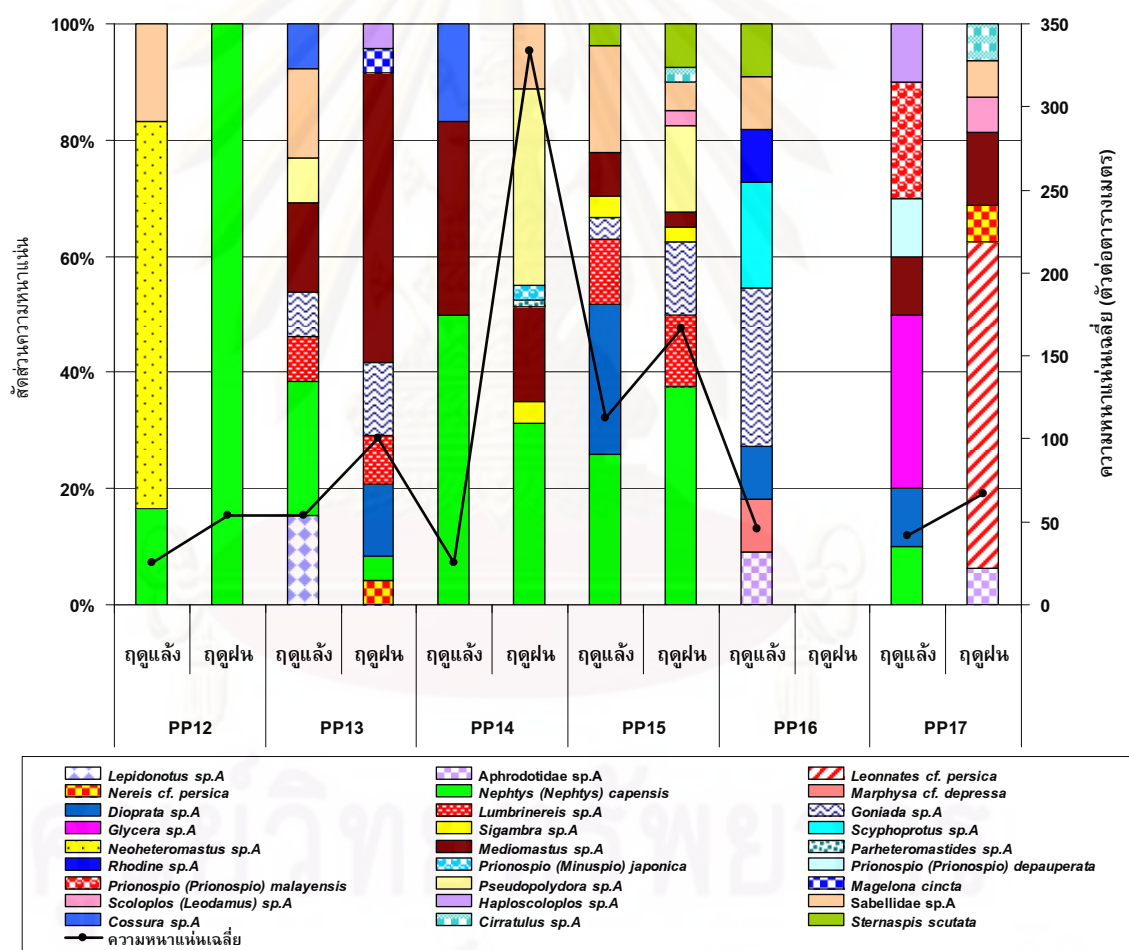 100%
80%
60%
40%
20%
0%
350
300
250
200
150
100
50
0
สัดส่วนความหนาแน่น
ความหนาแน่นเฉลี่ย (ตัวต่อตารางเมตร)
ฤดูแล้ง ฤดูฝน ฤดูแล้ง ฤดูฝน ฤดูแล้ง ฤดูฝน ฤดูแล้ง ฤดูฝน ฤดูแล้ง ฤดูฝน ฤดูแล้ง ฤดูฝน
PP12 PP13 PP14 PP15 PP16 PP17
Lepidonotus sp.A Aphrodotidae sp.A Leonnates cf. persica
Nereis cf. persica Nephtys (Nephtys) capensis Marphysa cf. depressa
Dioprata sp.A Lumbrinereis sp.A Goniada sp.A
Glycera sp.A Sigambra sp.A Scyphoprotus sp.A
Neoheteromastus sp.A Mediomastus sp.A Parheteromastides sp.A
Rhodine sp.A Prionospio (Minuspio) japonica Prionopio (Prionospio) depauperata
Prionospio (Prionospio) malayensis Pseudopolydora sp.A Magelona cincta
Scoloplos (Leodamus) sp.A Haploscoloplos sp.A Sabellidae sp.A
Cossura sp.A Cirratulus sp.A Sternaspis scutata
ความหนาแน่นเฉลี่ย